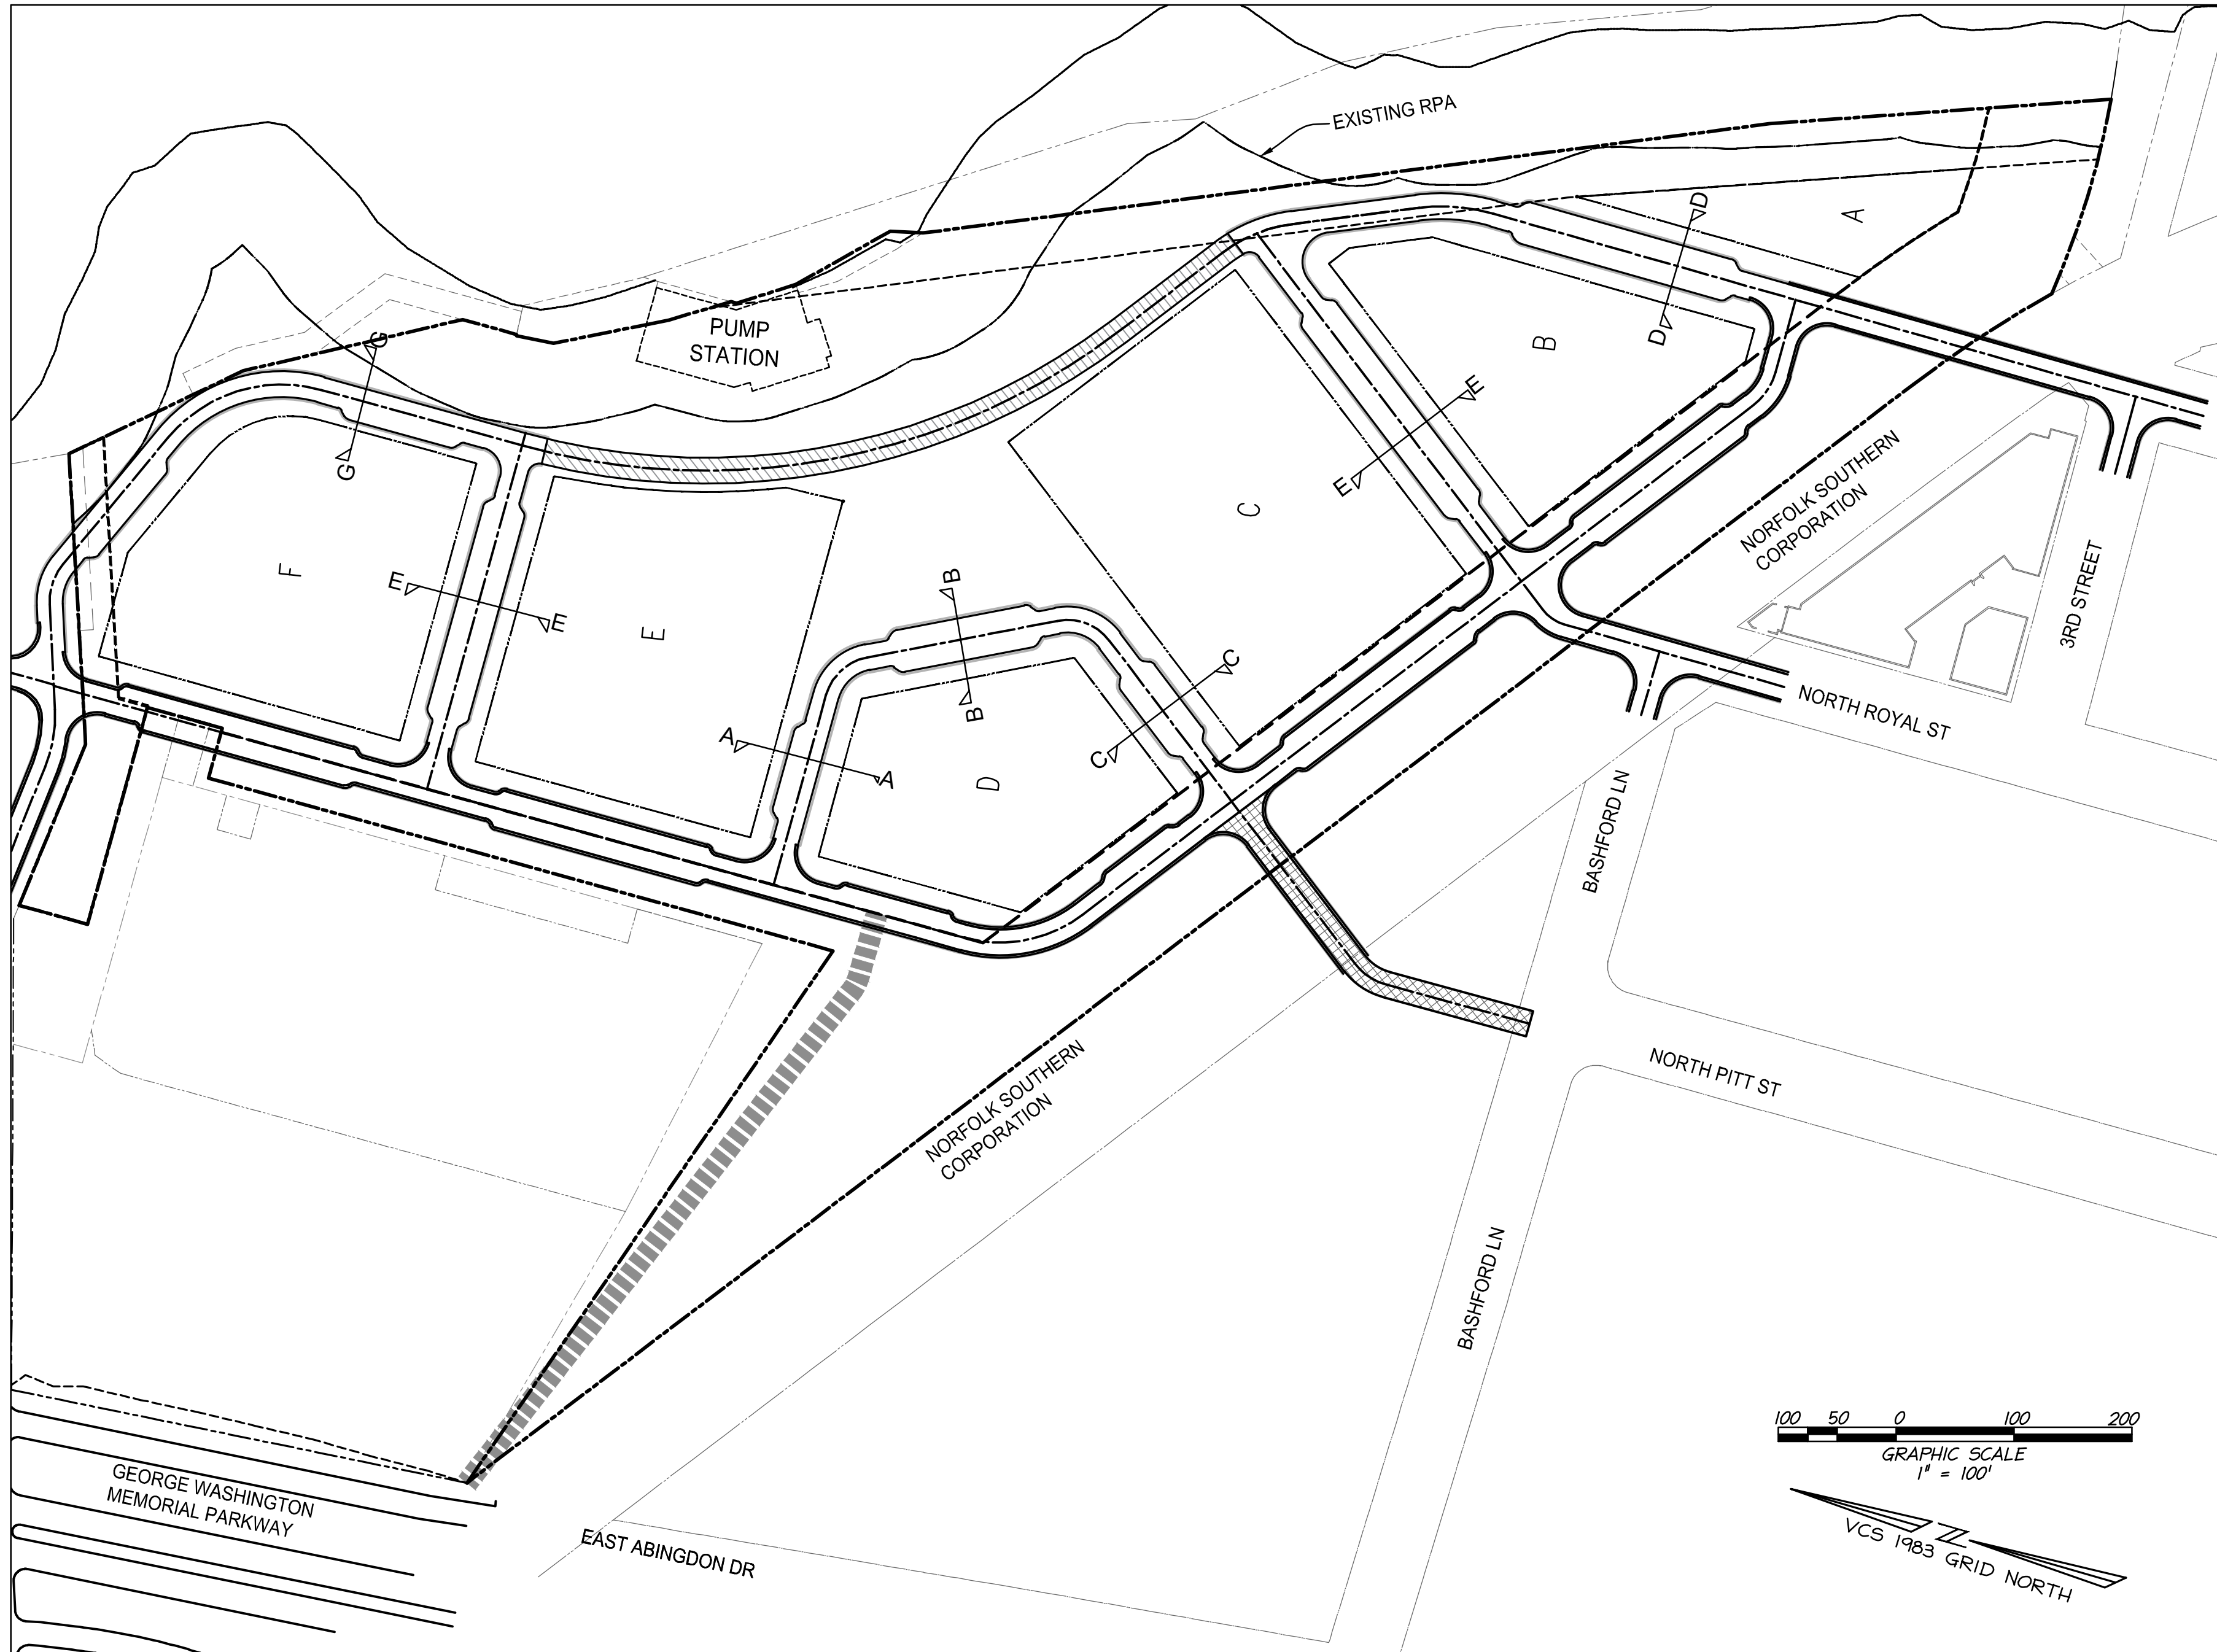 EXISTING RPA
PUMP
STATION
A
B
C
D
E
F
G
G
D
D
E
E
E
E
B
B
C
C
A
A
NORFOLK SOUTHERN
CORPORATION
3RD STREET
NORTH ROYAL ST
BASHFORD LN
NORTH PITT ST
NORFOLK SOUTHERN
CORPORATION
BASHFORD LN
GEORGE WASHINGTON
MEMORIAL PARKWAY
EAST ABINGDON DR
100 50 0 100 200
GRAPHIC SCALE
1" = 100'
N
VCS 1983 GRID NORTH